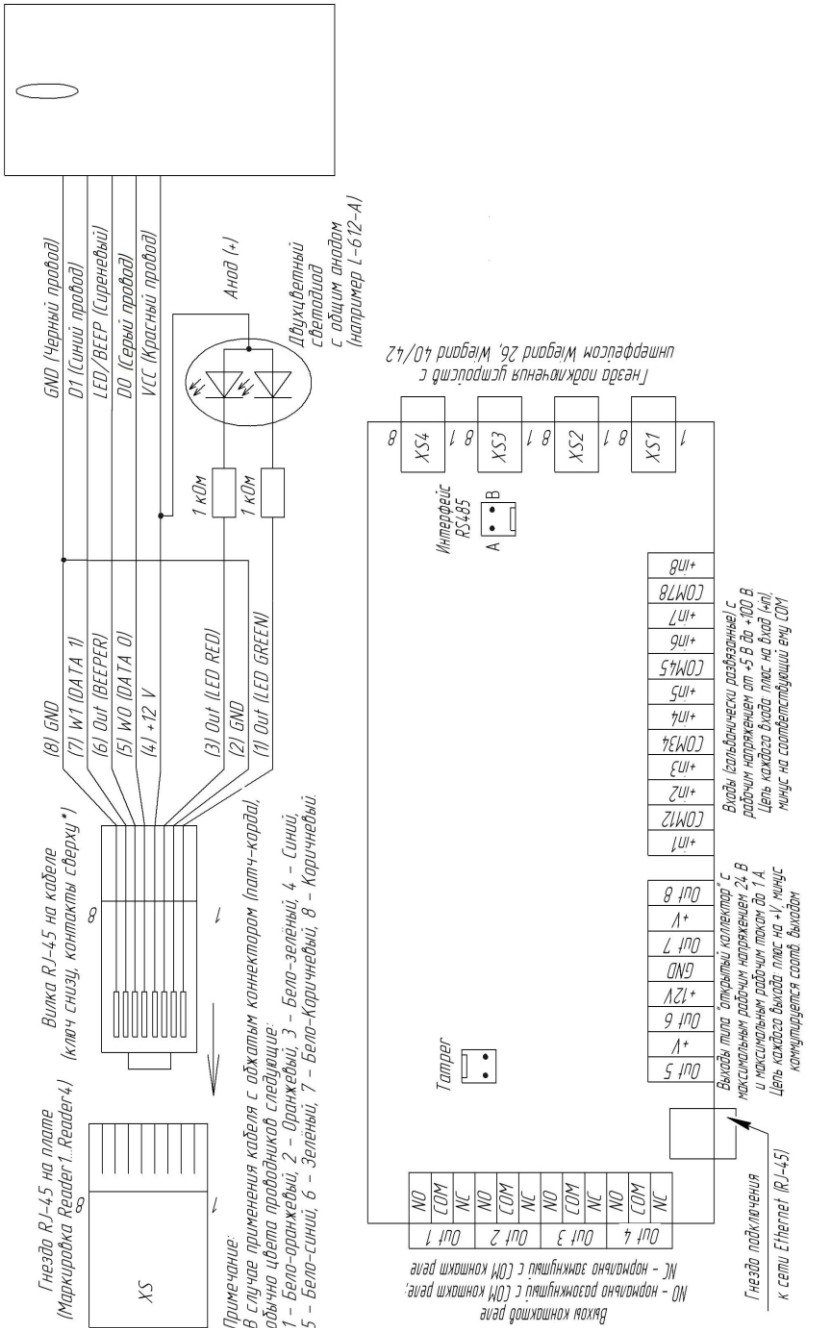 Гнездо RJ-45 на плате
(Маркировка Reader1...Reader4)
8
XS
1
Вилка RJ-45 на кабеле
(ключ снизу, контакты сверху*)
8
1
(8) GND
(7) W1 (DATA 1)
(6) Out (BEEPER)
(5) W0 (DATA 0)
(4) +12 V
(3) Out (LED RED)
(2) GND
(1) Out (LED GREEN)
1 кОм
1 кОм
GND (Черный провод)
D1 (Синий провод)
LED/BEEP (Сиреневый)
D0 (Серый провод)
VCC (Красный провод)
Анод (+)
Двухцветный
светодиод
с общим анодом
(например L-612-A)
Примечание:
В случае применения кабеля с обжатым коннектором (патч-корда),
обычно цвета проводников следующие:
1 - Бело-оранжевый, 2 - Оранжевый, 3 - Бело-зелёный, 4 - Синий,
5 - Бело-синий, 6 - Зелёный, 7 - Бело-Коричневый, 8 - Коричневый.
Гнезда подключения устройств с
интерфейсом Wiegand 26, Wiegand 40/42
8
XS4
1
8
XS3
1
8
XS2
1
8
XS1
1
Интерфейс
RS485
A
B
Tamper
+in8
COM78
+in7
+in6
COM45
+in5
+in4
COM34
+in3
+in2
COM12
+in1
Входы (гальванически развязанные) с
рабочим напряжением от +5 В до +100 В.
Цепь каждого входа: плюс на вход (+in),
минус на соответствующий ему COM
Out 8
+V
Out 7
GND
+12V
Out 6
+V
Out 5
Выходы типа "открытый коллектор" с
максимальным рабочим напряжением 24 В
и максимальным рабочим током до 1 А.
Цепь каждого выхода: плюс на +V, минус
коммутируется соотв. выходом
NO
COM
NC
Out 1
NO
COM
NC
Out 2
NO
COM
NC
Out 3
NO
COM
NC
Out 4
Выхоы контактов реле
NO - нормально разомкнутый с COM контакт реле;
NC - нормально замкнутый с COM контакт реле
Гнездо подключения
к сети Ethernet (RJ-45)